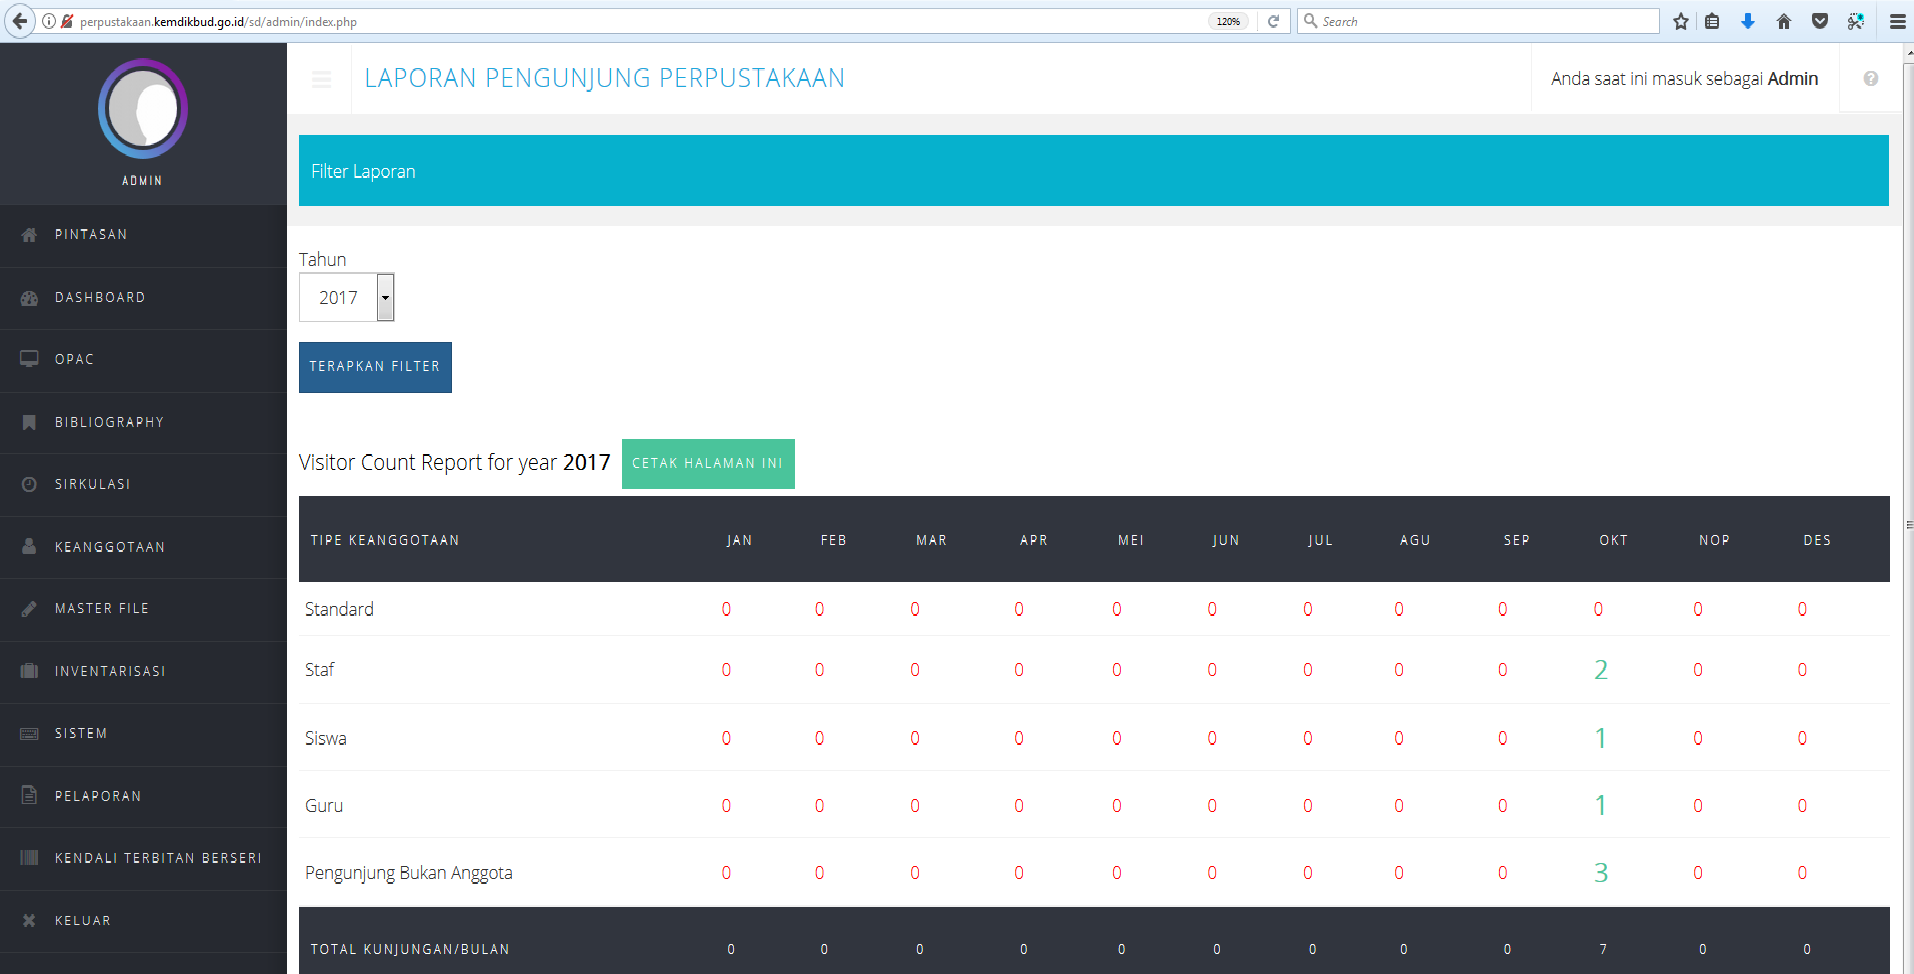 perpustakaan.kemdikbud.go.id/sd/admin/index.php
120%
Search
ADMIN
PINTASAN
DASHBOARD
OPAC
BIBLIOGRAPHY
SIRKULASI
KEANGGOTAAN
MASTER FILE
INVENTARISASI
SISTEM
PELAPORAN
KENDALI TERBITAN BERSERI
KELUAR
LAPORAN PENGUNJUNG PERPUSTAKAAN
Anda saat ini masuk sebagai Admin
Filter Laporan
Tahun
2017
TERAPKAN FILTER
Visitor Count Report for year 2017 CETAK HALAMAN INI
TIPE KEANGGOTAAN JAN FEB MAR APR MEI JUN JUL AGU SEP OKT NOP DES
Standard 0 0 0 0 0 0 0 0 0 0 0 0
Staf 0 0 0 0 0 0 0 0 0 2 0 0
Siswa 0 0 0 0 0 0 0 0 0 1 0 0
Guru 0 0 0 0 0 0 0 0 0 1 0 0
Pengunjung Bukan Anggota 0 0 0 0 0 0 0 0 0 3 0 0
TOTAL KUNJUNGAN/BULAN 0 0 0 0 0 0 0 0 0 7 0 0